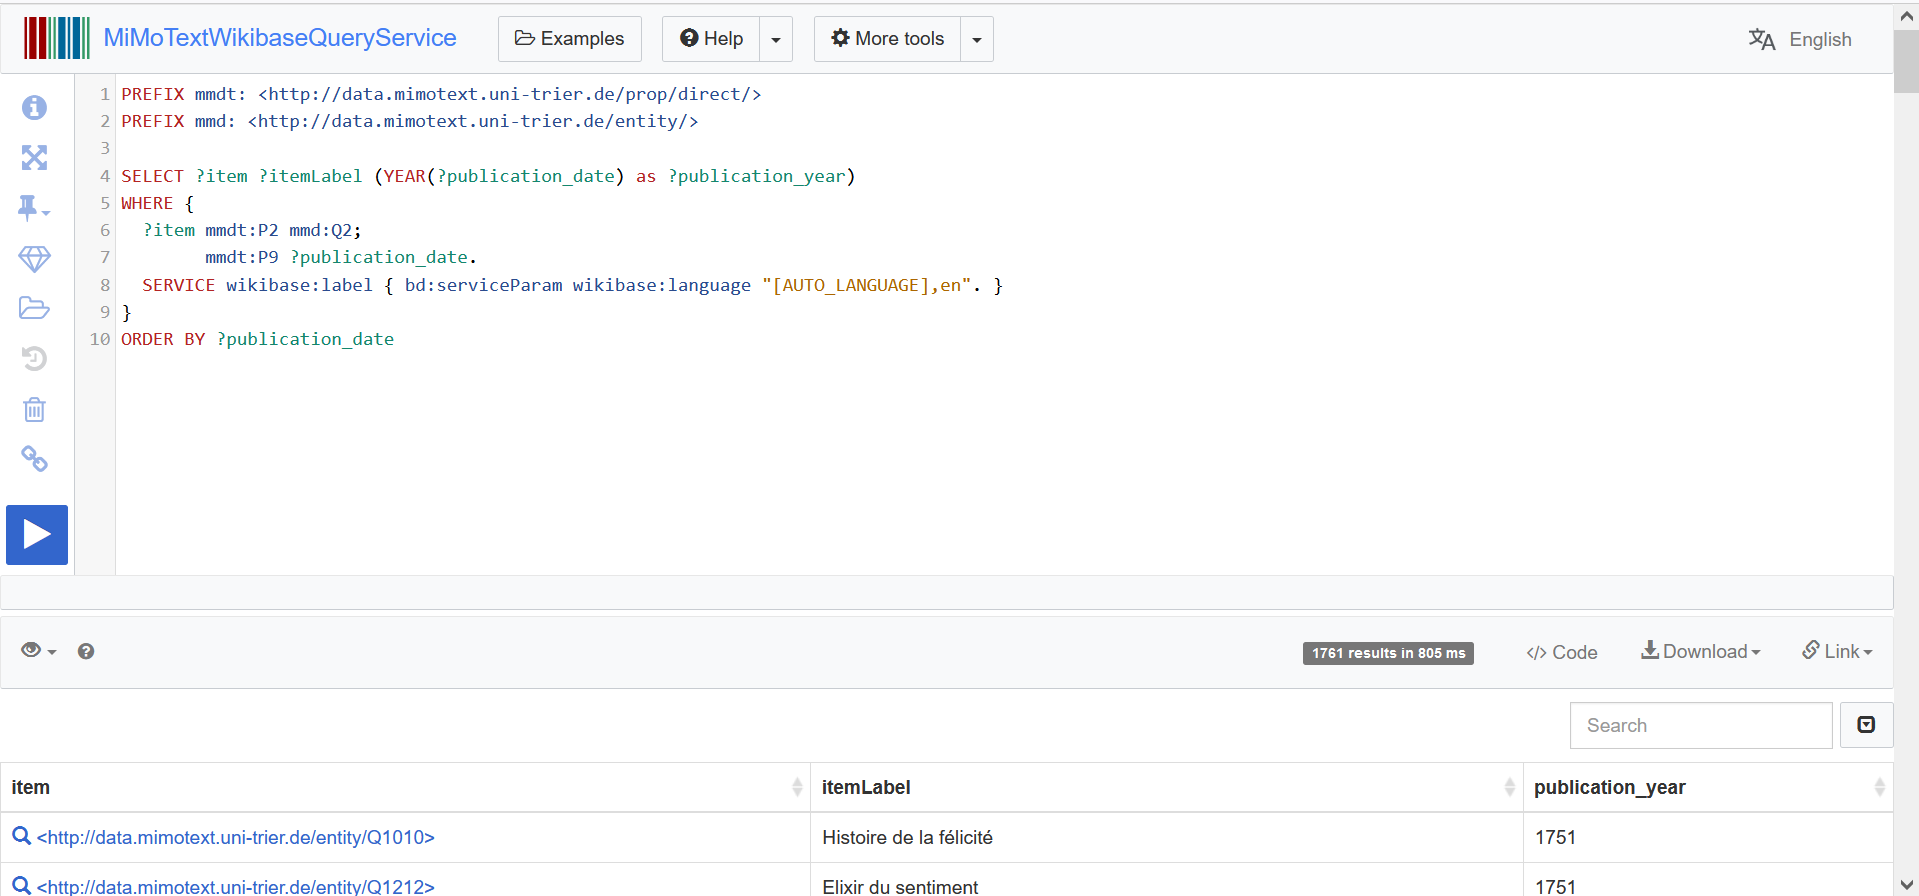 MiMoTextWikibaseQueryService Examples Help More tools English
1 PREFIX mmdt: <http://data.mimotext.uni-trier.de/prop/direct/>
2 PREFIX mmd: <http://data.mimotext.uni-trier.de/entity/>
3
4 SELECT ?item ?itemLabel (YEAR(?publication_date) as ?publication_year)
5 WHERE {
6 ?item mmdt:P2 mmd:Q2;
7 mmdt:P9 ?publication_date.
8 SERVICE wikibase:label { bd:serviceParam wikibase:language "[AUTO_LANGUAGE],en". }
9 }
10 ORDER BY ?publication_date
1761 results in 805 ms </> Code Download Link
Search
item itemLabel publication_year
<http://data.mimotext.uni-trier.de/entity/Q1010> Histoire de la félicité 1751
<http://data.mimotext.uni-trier.de/entity/Q1212> Elixir du sentiment 1751